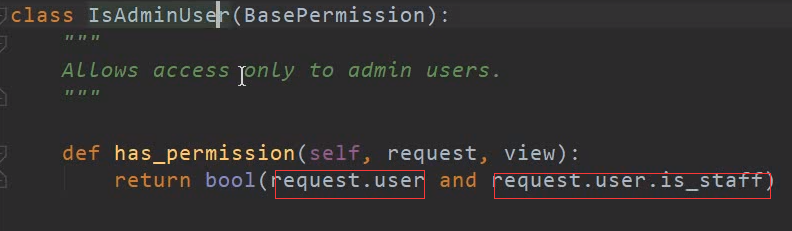 class IsAdminUser(BasePermission):
"""
Allows access only to admin users.
"""
def has_permission(self, request, view):
return bool(request.user and request.user.is_staff)